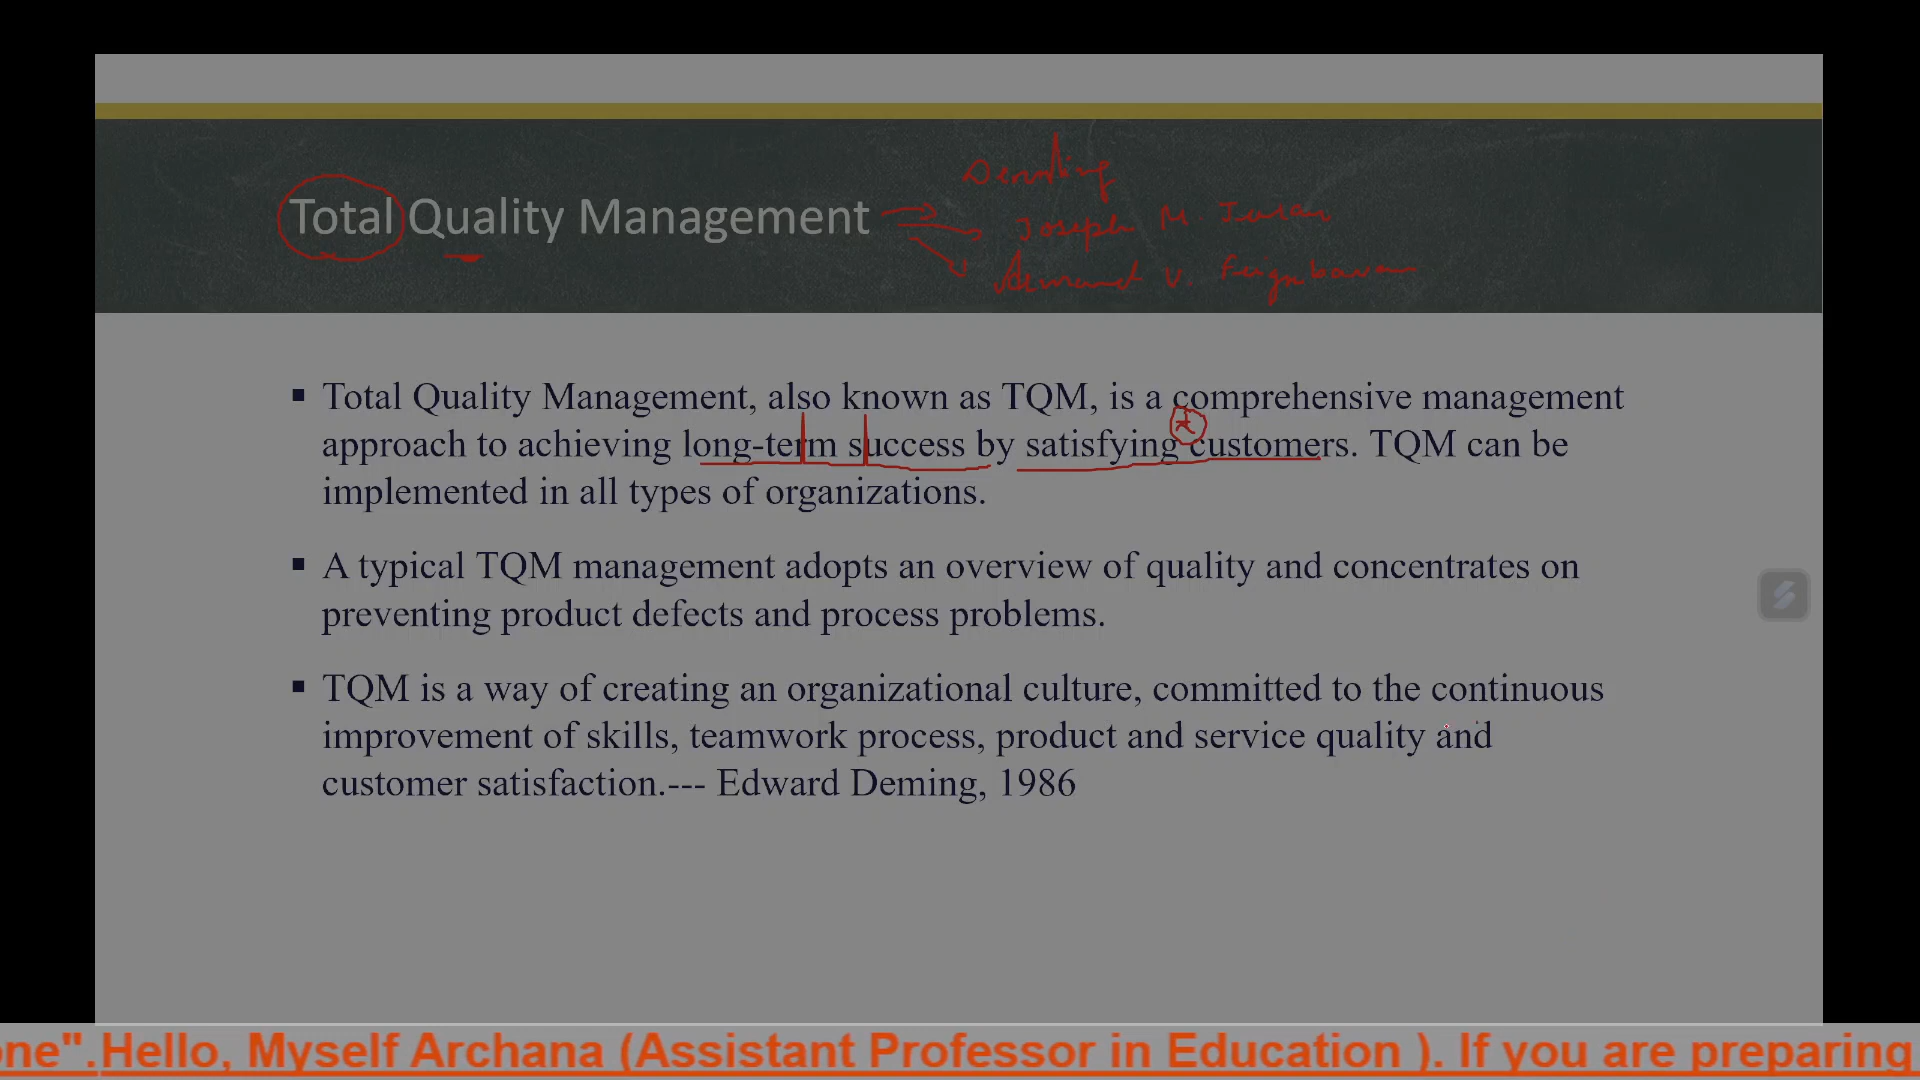 Deming
Total Quality Management
Joseph M. Juran
Armand V. Feigenbaum
▪ Total Quality Management, also known as TQM, is a comprehensive management
approach to achieving long-term success by satisfying customers. TQM can be
implemented in all types of organizations.
▪ A typical TQM management adopts an overview of quality and concentrates on
preventing product defects and process problems.
▪ TQM is a way of creating an organizational culture, committed to the continuous
improvement of skills, teamwork process, product and service quality and
customer satisfaction.--- Edward Deming, 1986
one".Hello, Myself Archana (Assistant Professor in Education ). If you are preparing